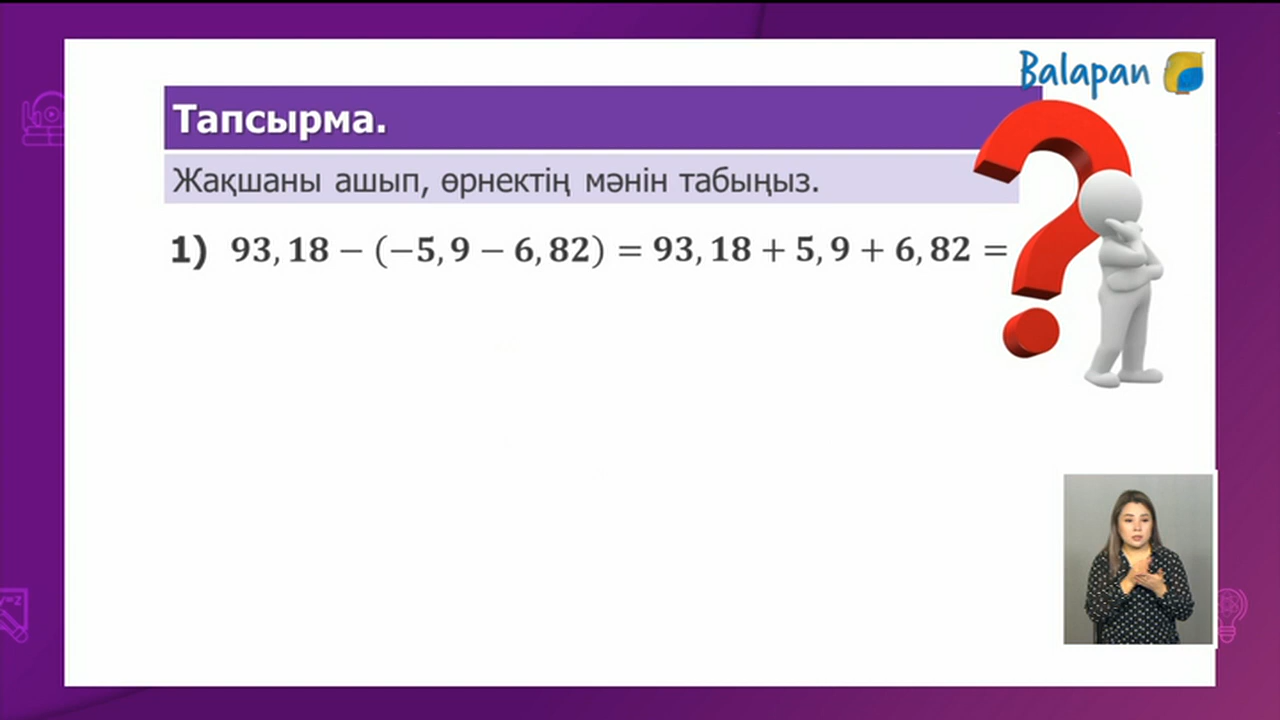 Balapan
Тапсырма.
Жақшаны ашып, өрнектің мәнін табыңыз.
1) 93,18 − (−5,9 − 6,82) = 93,18 + 5,9 + 6,82 =